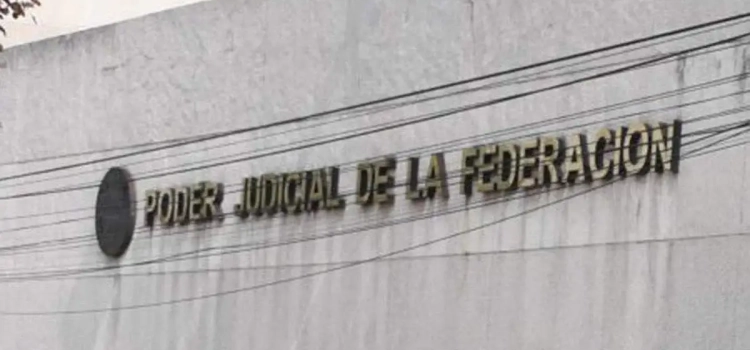 PODER JUDICIAL DE LA FEDERACION